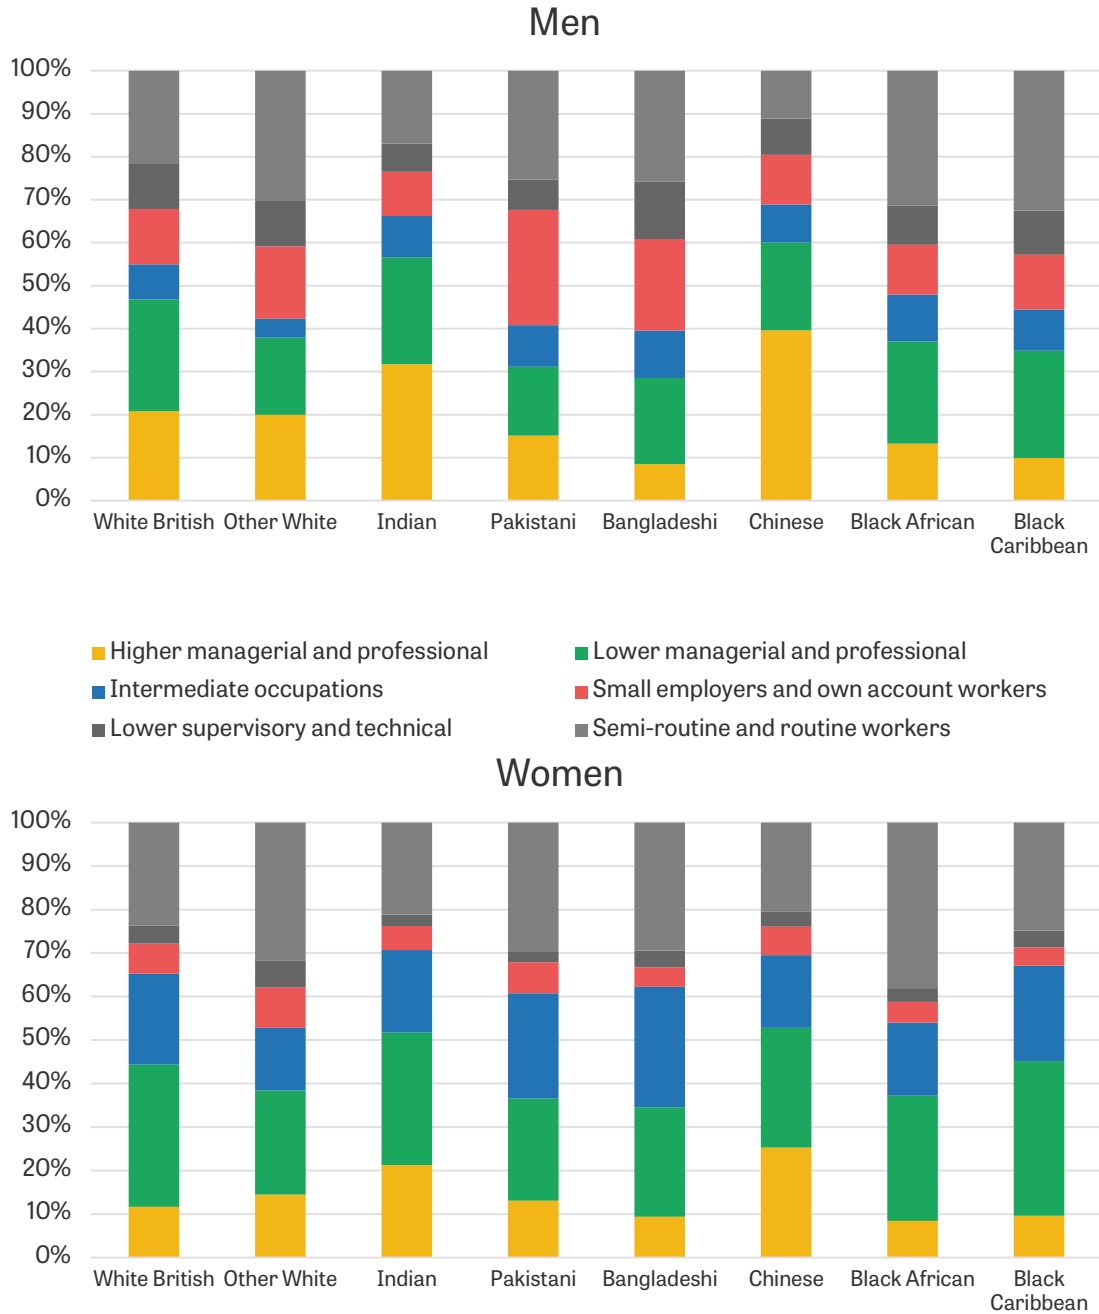 Men
100%
90%
80%
70%
60%
50%
40%
30%
20%
10%
0%
White British Other White Indian Pakistani Bangladeshi Chinese Black African Black
Caribbean
Higher managerial and professional Lower managerial and professional
Intermediate occupations Small employers and own account workers
Lower supervisory and technical Semi-routine and routine workers
Women
100%
90%
80%
70%
60%
50%
40%
30%
20%
10%
0%
White British Other White Indian Pakistani Bangladeshi Chinese Black African Black
Caribbean